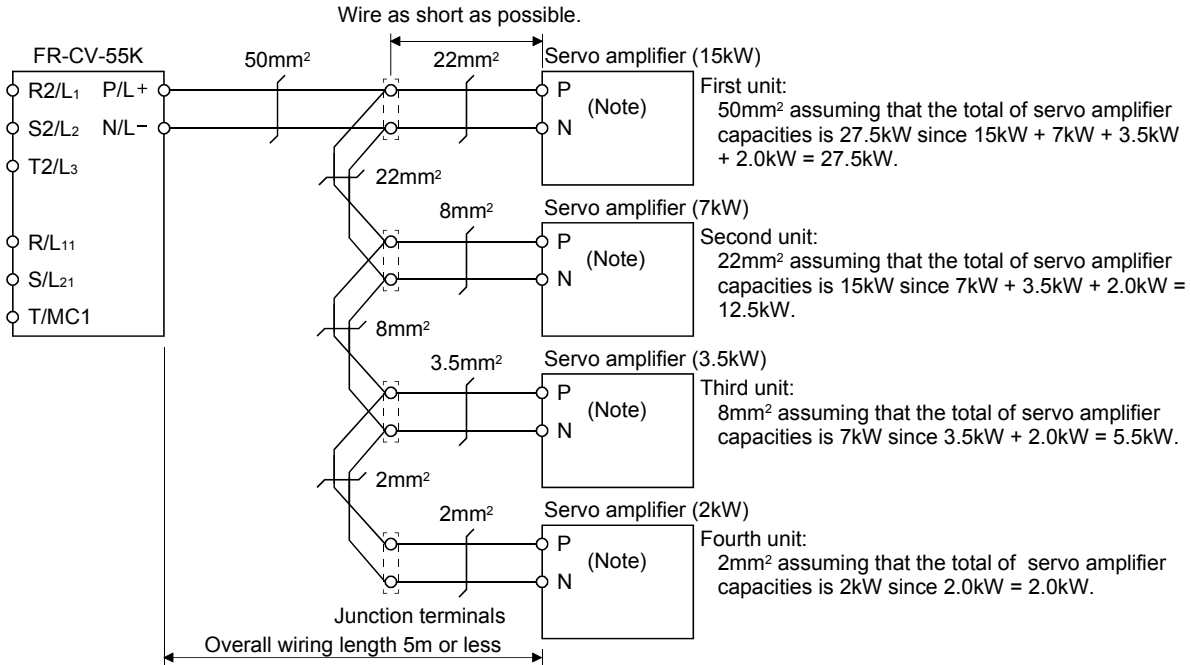 Wire as short as possible.
FR-CV-55K
50mm²
22mm²
Servo amplifier (15kW)
R2/L1 P/L+
S2/L2 N/L−
T2/L3
R/L11
S/L21
T/MC1
P
(Note)
N
First unit:
50mm² assuming that the total of servo amplifier
capacities is 27.5kW since 15kW + 7kW + 3.5kW
+ 2.0kW = 27.5kW.
22mm²
8mm²
Servo amplifier (7kW)
P
(Note)
N
Second unit:
22mm² assuming that the total of servo amplifier
capacities is 15kW since 7kW + 3.5kW + 2.0kW =
12.5kW.
8mm²
3.5mm²
Servo amplifier (3.5kW)
P
(Note)
N
Third unit:
8mm² assuming that the total of servo amplifier
capacities is 7kW since 3.5kW + 2.0kW = 5.5kW.
2mm²
2mm²
Servo amplifier (2kW)
P
(Note)
N
Fourth unit:
2mm² assuming that the total of servo amplifier
capacities is 2kW since 2.0kW = 2.0kW.
Junction terminals
Overall wiring length 5m or less